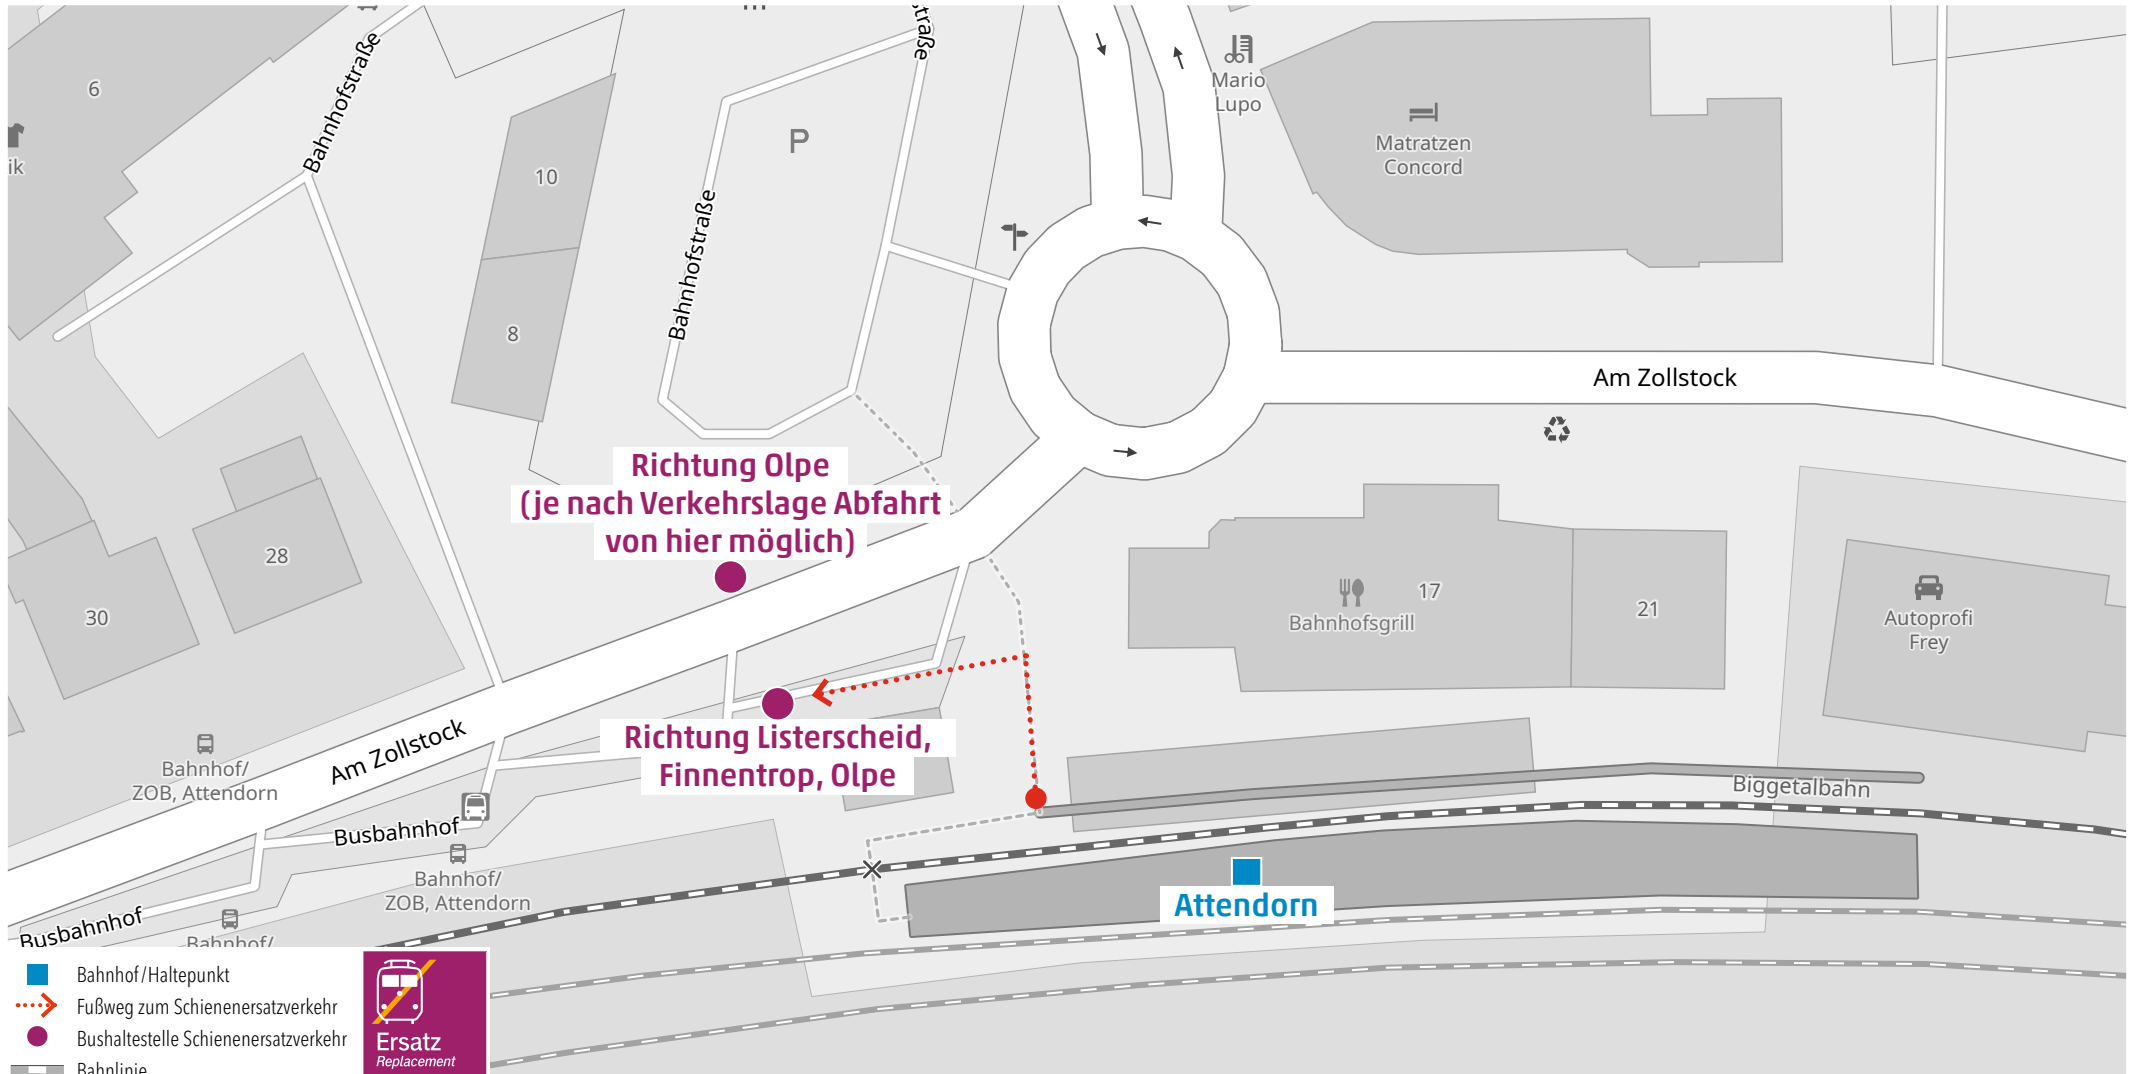 6
ik
Bahnhofstraße
10
8
P
Bahnhofstraße
straße
Mario
Lupo
Matratzen
Concord
Am Zollstock
Richtung Olpe
(je nach Verkehrslage Abfahrt
von hier möglich)
28
30
17
Bahnhofsgrill
21
Autoprofi
Frey
Richtung Listerscheid,
Finnentrop, Olpe
Am Zollstock
Bahnhof/
ZOB, Attendorn
Biggetalbahn
Busbahnhof
Bahnhof/
ZOB, Attendorn
Attendorn
Busbahnhof
Bahnhof/
Bahnhof/Haltepunkt
Fußweg zum Schienenersatzverkehr
Bushaltestelle Schienenersatzverkehr
Bahnlinie
Ersatz
Replacement